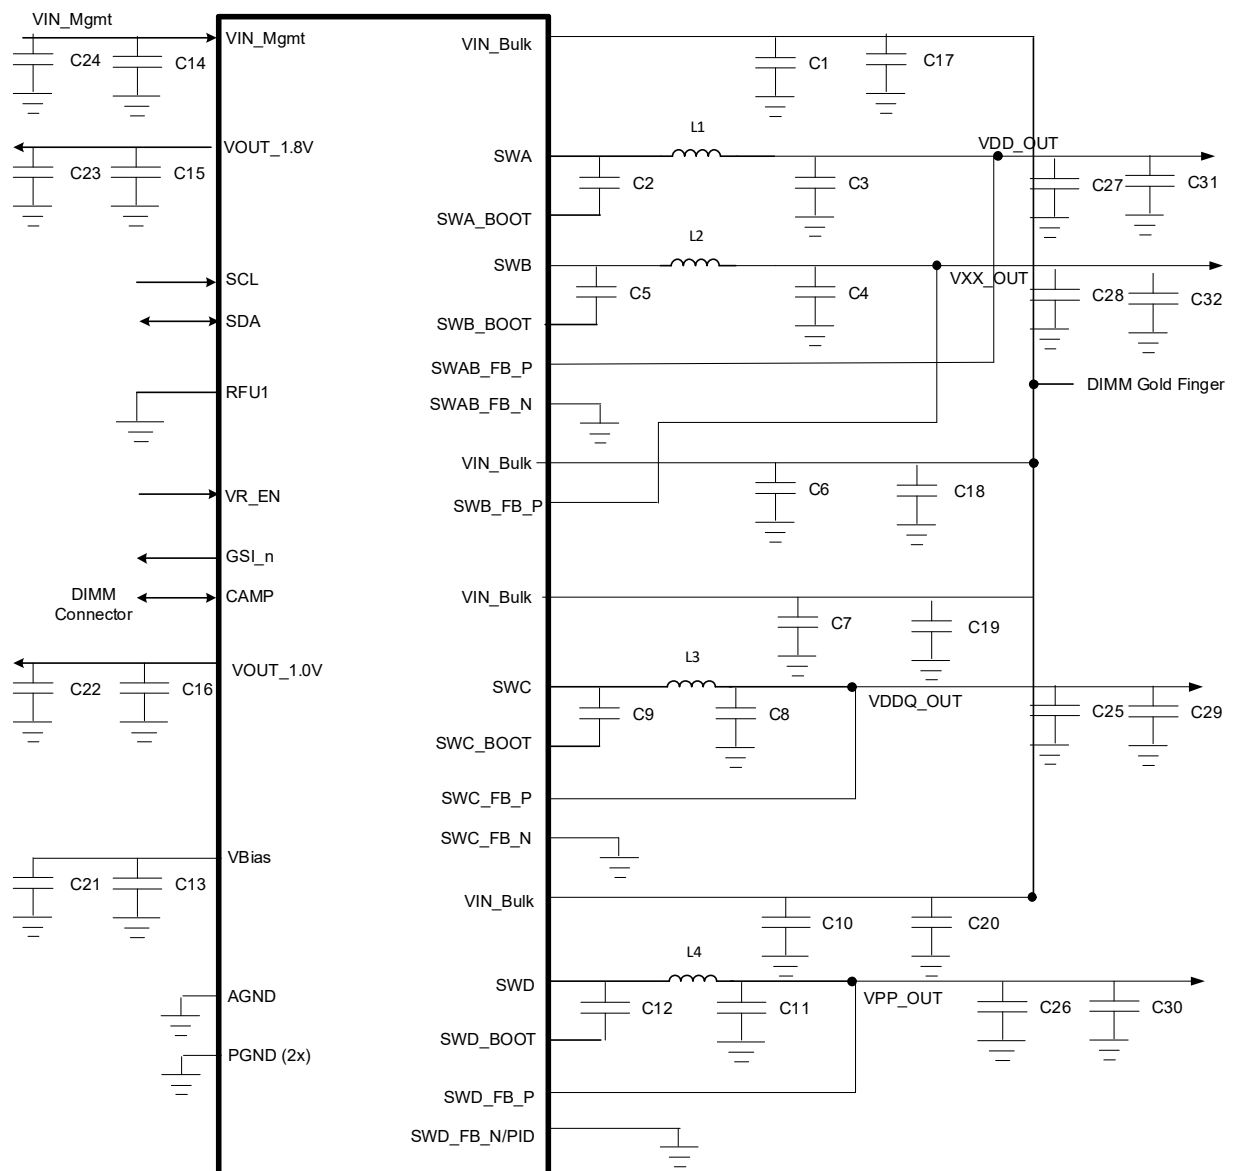 VIN_Mgmt
VIN_Mgmt
C24
C14
VOUT_1.8V
C23
C15
SCL
SDA
RFU1
VR_EN
GSI_n
DIMM
Connector
CAMP
VOUT_1.0V
C22
C16
VBias
C21
C13
AGND
PGND (2x)
VIN_Bulk
C1
C17
L1
SWA
VDD_OUT
C2
C3
C27
C31
SWA_BOOT
L2
SWB
VXX_OUT
C5
C4
C28
C32
SWB_BOOT
SWAB_FB_P
DIMM Gold Finger
SWAB_FB_N
VIN_Bulk
C6
C18
SWB_FB_P
VIN_Bulk
C7
C19
L3
SWC
VDDQ_OUT
C9
C8
C25
C29
SWC_BOOT
SWC_FB_P
SWC_FB_N
VIN_Bulk
C10
C20
L4
SWD
VPP_OUT
C12
C11
C26
C30
SWD_BOOT
SWD_FB_P
SWD_FB_N/PID